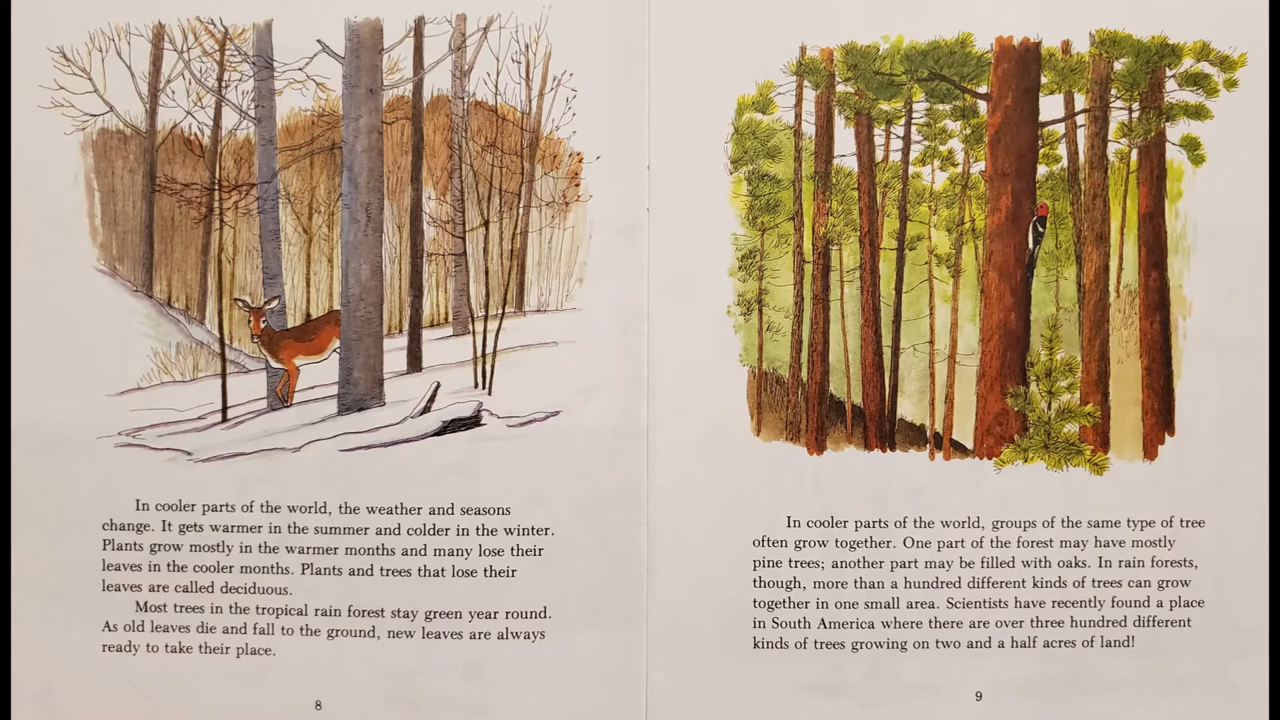 In cooler parts of the world, the weather and seasons
change. It gets warmer in the summer and colder in the winter.
Plants grow mostly in the warmer months and many lose their
leaves in the cooler months. Plants and trees that lose their
leaves are called deciduous.
Most trees in the tropical rain forest stay green year round.
As old leaves die and fall to the ground, new leaves are always
ready to take their place.
8
In cooler parts of the world, groups of the same type of tree
often grow together. One part of the forest may have mostly
pine trees; another part may be filled with oaks. In rain forests,
though, more than a hundred different kinds of trees can grow
together in one small area. Scientists have recently found a place
in South America where there are over three hundred different
kinds of trees growing on two and a half acres of land!
9